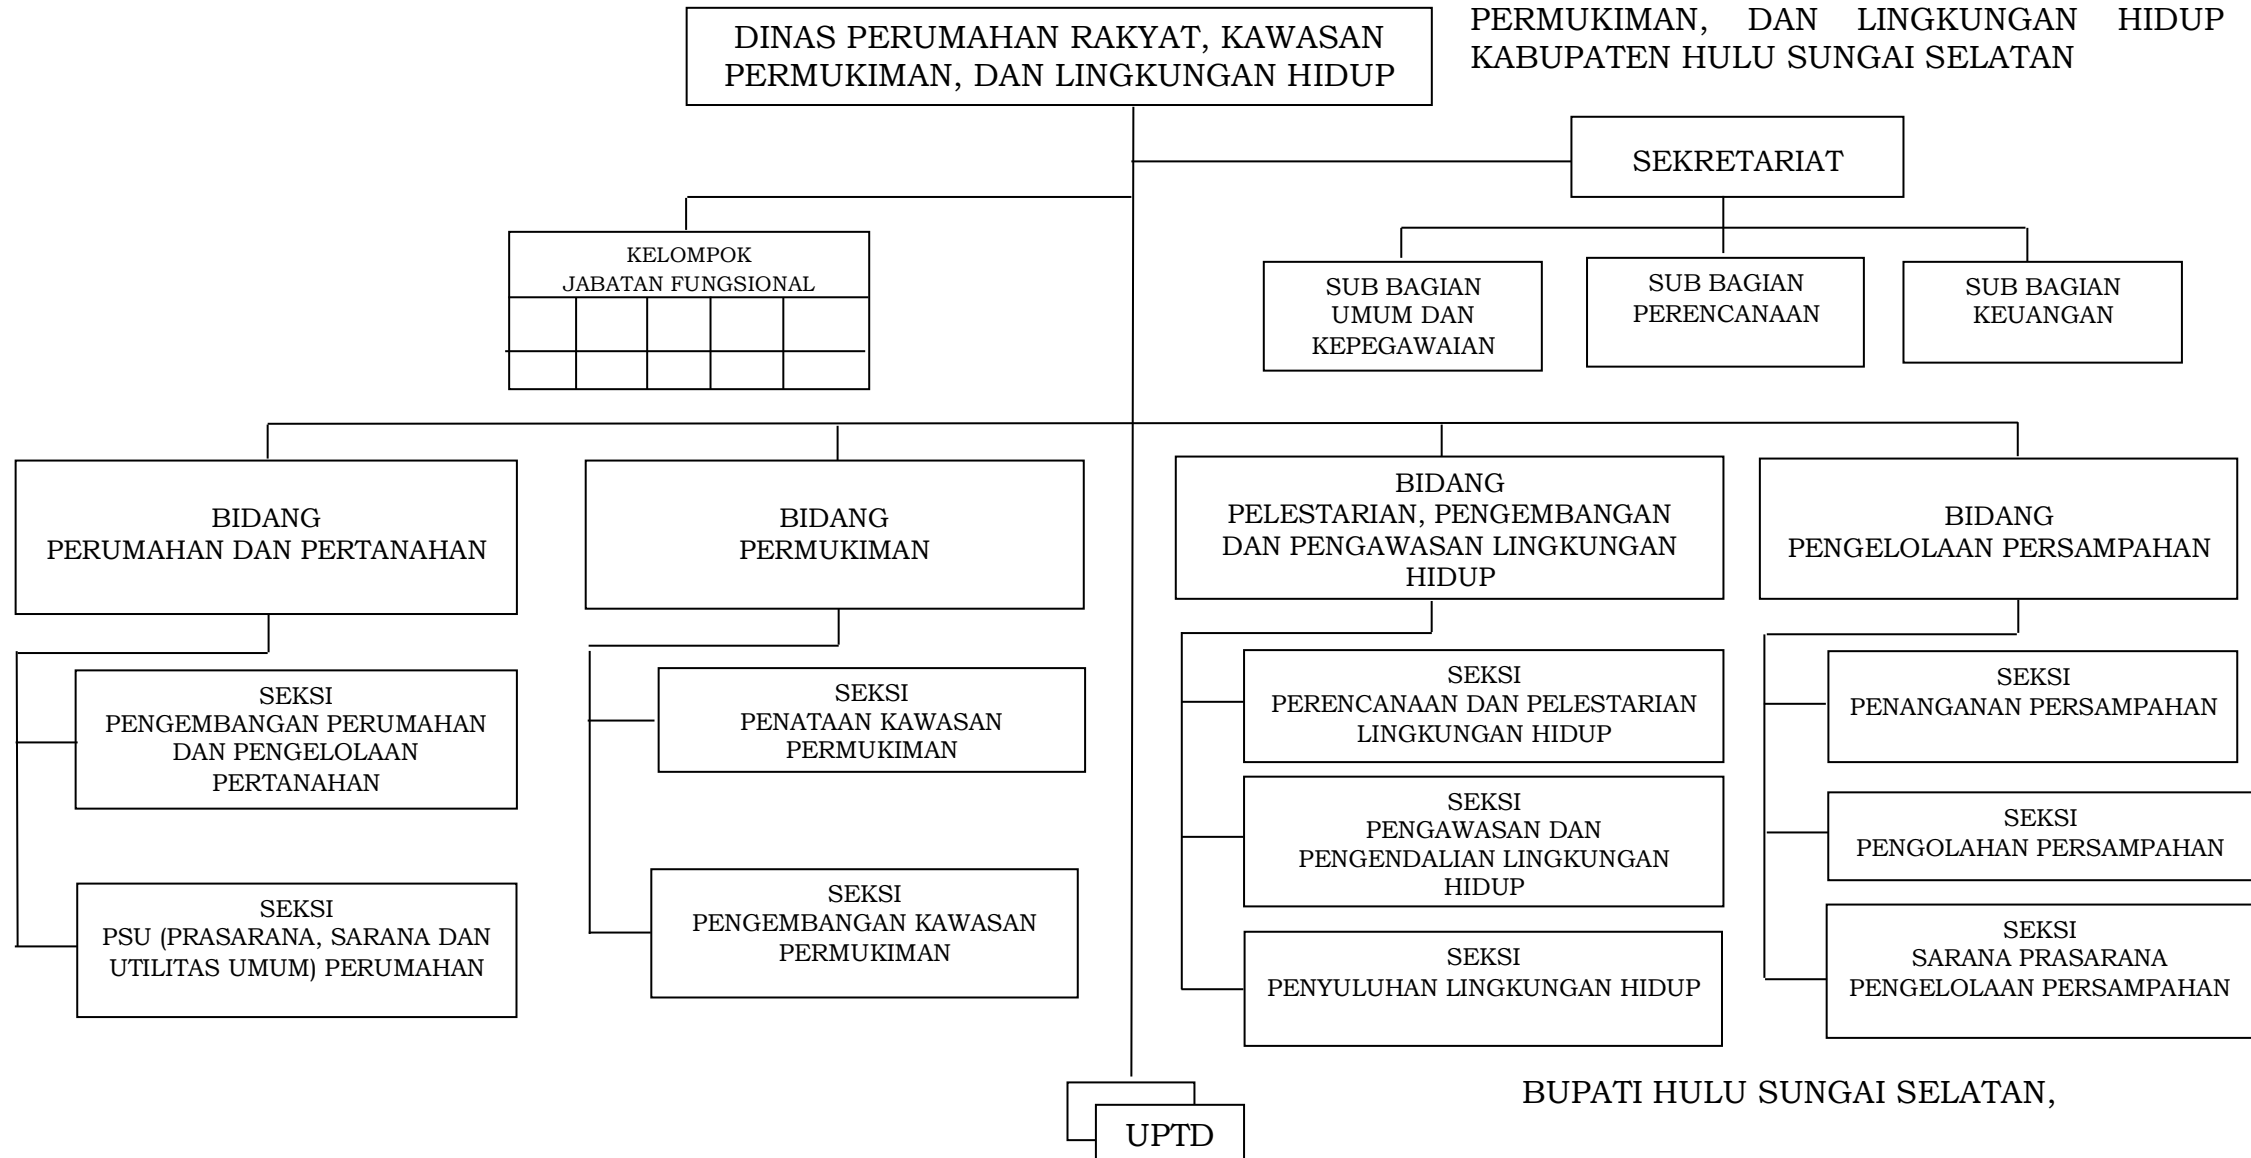 DINAS PERUMAHAN RAKYAT, KAWASAN
PERMUKIMAN, DAN LINGKUNGAN HIDUP
PERMUKIMAN, DAN LINGKUNGAN HIDUP
KABUPATEN HULU SUNGAI SELATAN
SEKRETARIAT
KELOMPOK
JABATAN FUNGSIONAL
SUB BAGIAN
UMUM DAN
KEPEGAWAIAN
SUB BAGIAN
PERENCANAAN
SUB BAGIAN
KEUANGAN
BIDANG
PERUMAHAN DAN PERTANAHAN
BIDANG
PERMUKIMAN
BIDANG
PELESTARIAN, PENGEMBANGAN
DAN PENGAWASAN LINGKUNGAN
HIDUP
BIDANG
PENGELOLAAN PERSAMPAHAN
SEKSI
PENGEMBANGAN PERUMAHAN
DAN PENGELOLAAN
PERTANAHAN
SEKSI
PSU (PRASARANA, SARANA DAN
UTILITAS UMUM) PERUMAHAN
SEKSI
PENATAAN KAWASAN
PERMUKIMAN
SEKSI
PENGEMBANGAN KAWASAN
PERMUKIMAN
SEKSI
PERENCANAAN DAN PELESTARIAN
LINGKUNGAN HIDUP
SEKSI
PENGAWASAN DAN
PENGENDALIAN LINGKUNGAN
HIDUP
SEKSI
PENYULUHAN LINGKUNGAN HIDUP
SEKSI
PENANGANAN PERSAMPAHAN
SEKSI
PENGOLAHAN PERSAMPAHAN
SEKSI
SARANA PRASARANA
PENGELOLAAN PERSAMPAHAN
UPTD
BUPATI HULU SUNGAI SELATAN,